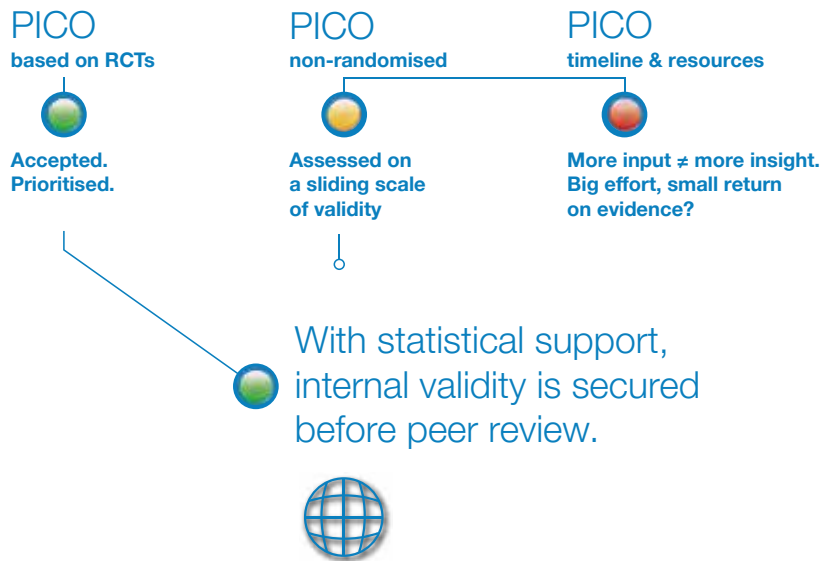 PICO
based on RCTs
Accepted.
Prioritised.
PICO
non-randomised
Assessed on
a sliding scale
of validity
PICO
timeline & resources
More input ≠ more insight.
Big effort, small return
on evidence?
With statistical support,
internal validity is secured
before peer review.